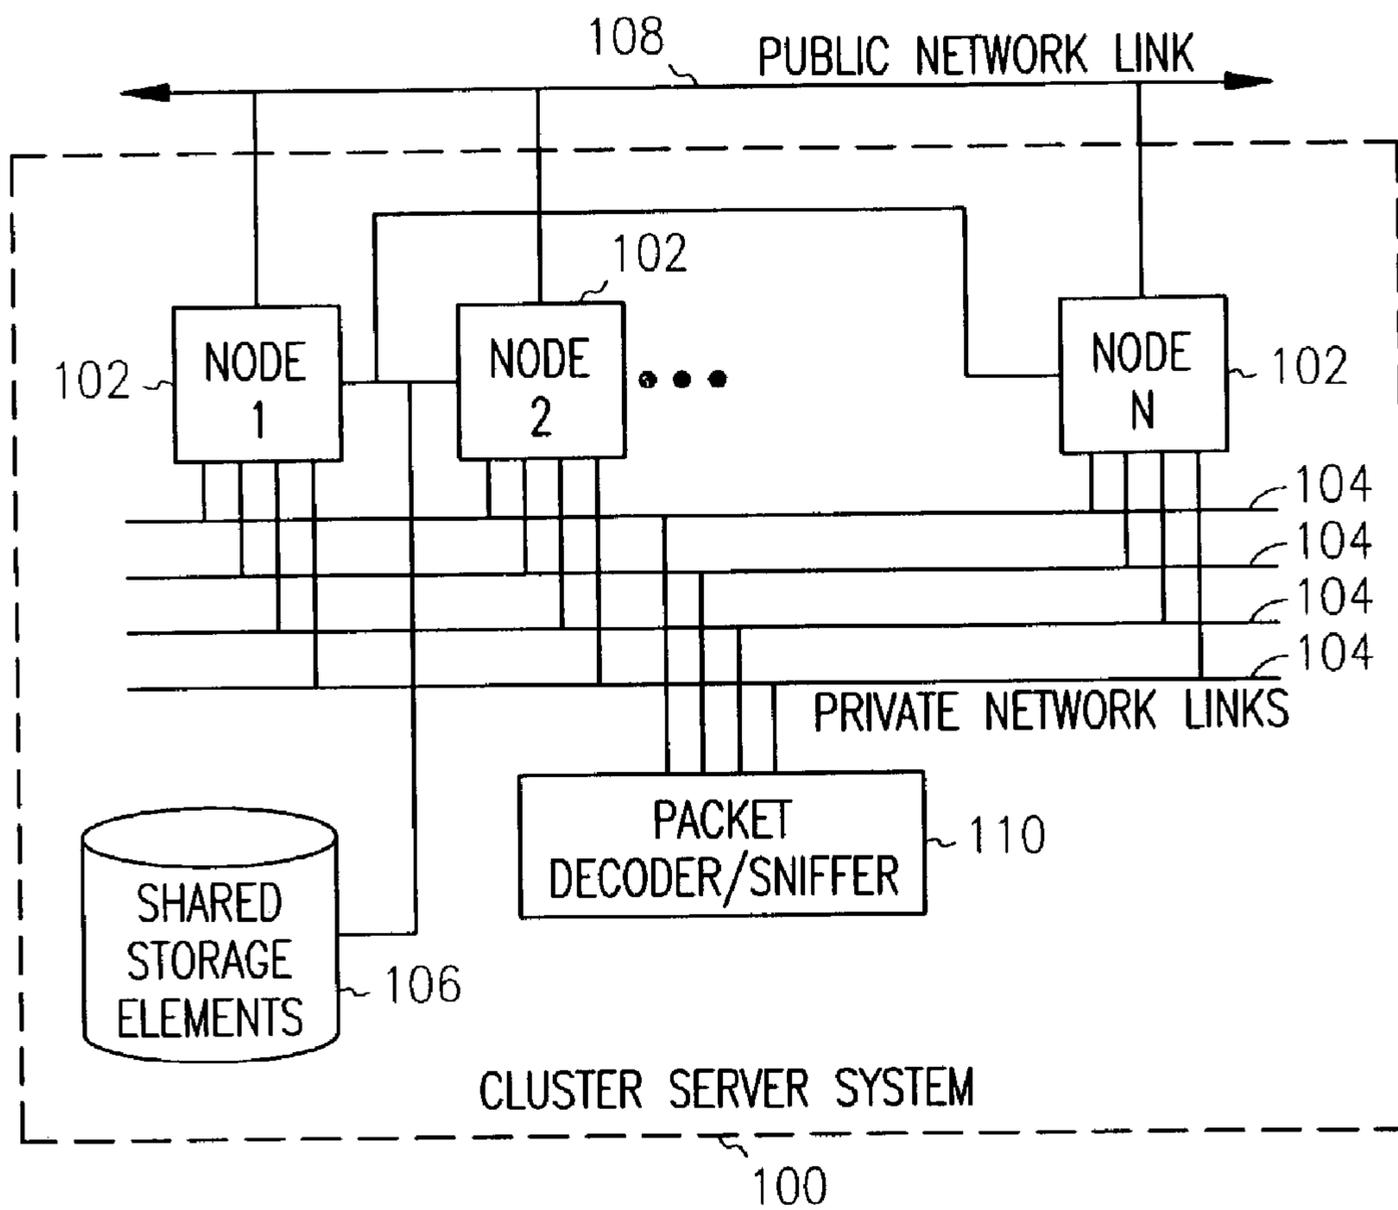 108
PUBLIC NETWORK LINK
102
NODE
1
102
NODE
2
NODE
N
102
104
104
104
104
PRIVATE NETWORK LINKS
PACKET
DECODER/SNIFFER
110
SHARED
STORAGE
ELEMENTS
106
CLUSTER SERVER SYSTEM
100